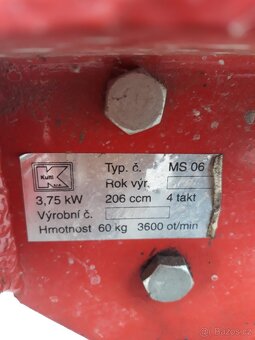 Kutil
s.r.o.
Typ. č. MS 06
Rok výr.
3,75 kW 206 ccm 4 takt
Výrobní č.
Hmotnost 60 kg 3600 ot/min